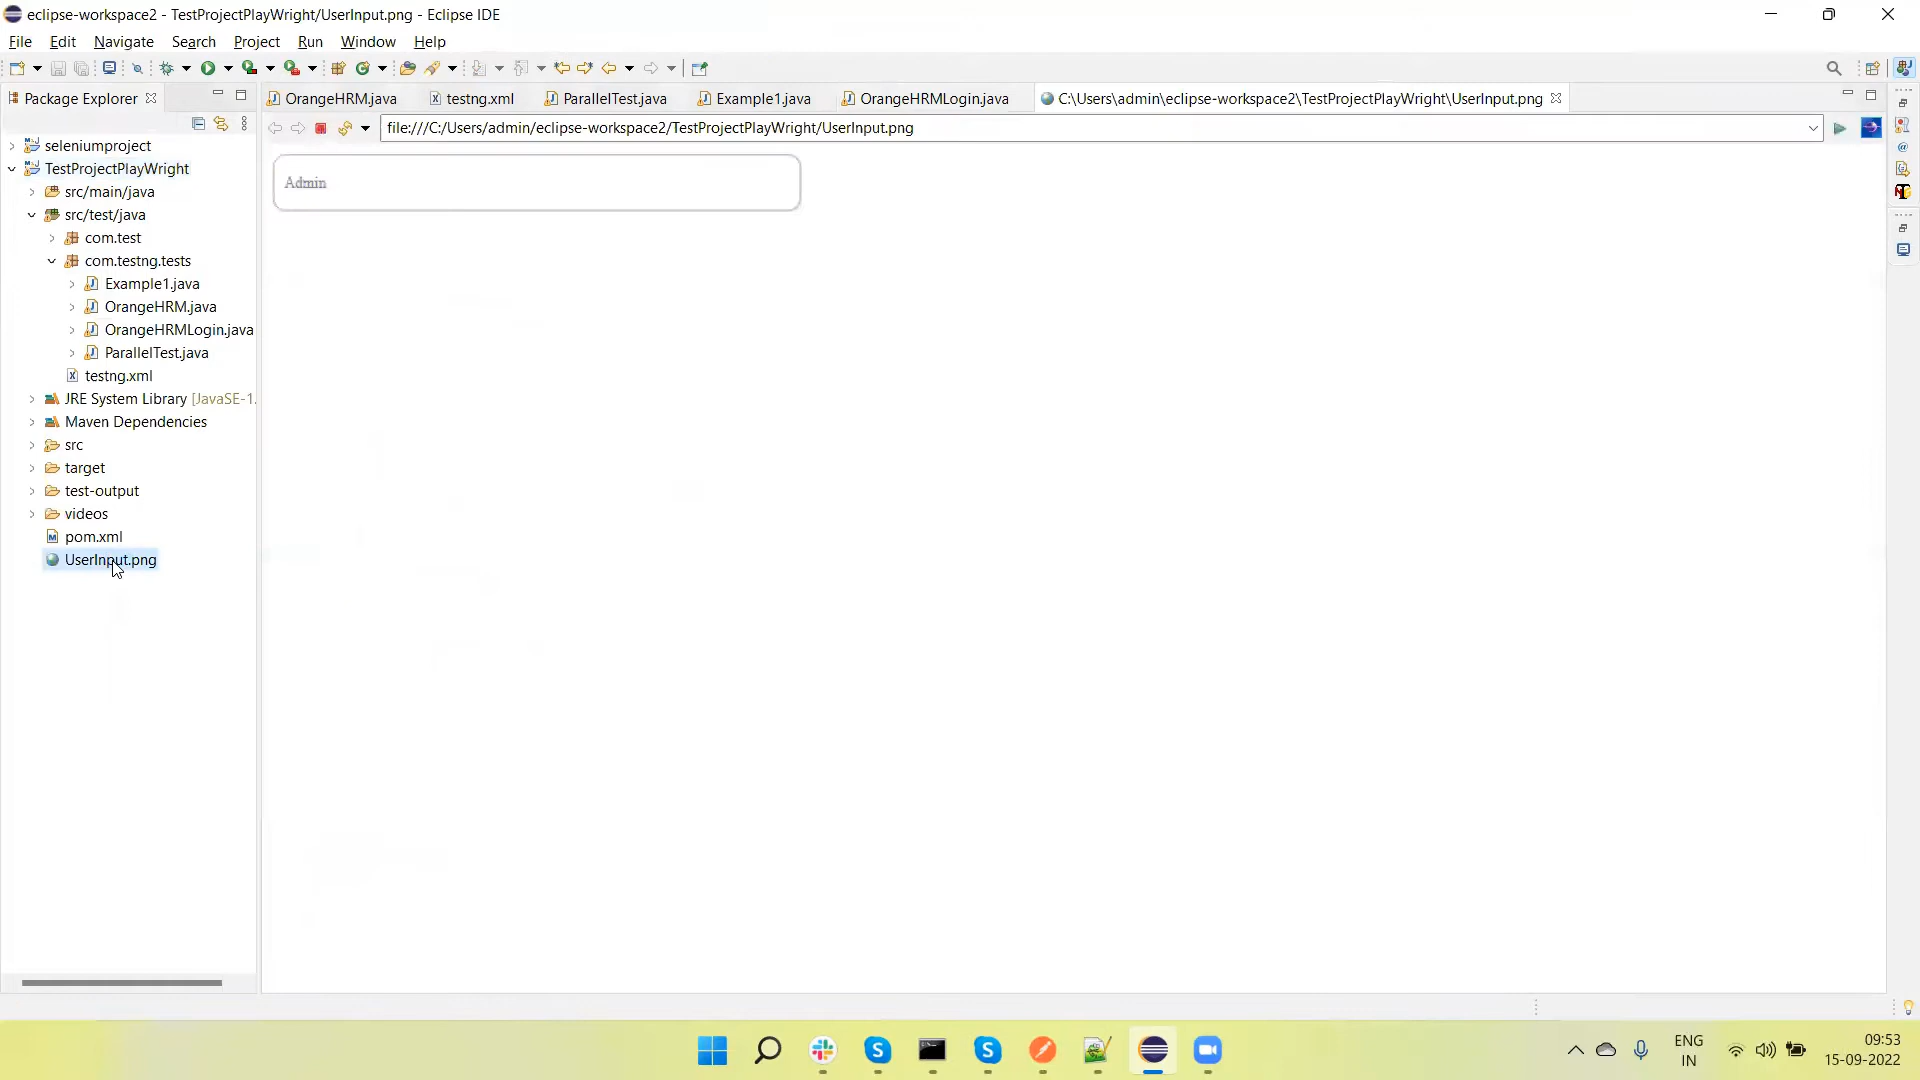 eclipse-workspace2 - TestProjectPlayWright/UserInput.png - Eclipse IDE
File Edit Navigate Search Project Run Window Help
Package Explorer
OrangeHRM.java testng.xml ParallelTest.java Example1.java OrangeHRMLogin.java C:\Users\admin\eclipse-workspace2\TestProjectPlayWright\UserInput.png
file:///C:/Users/admin/eclipse-workspace2/TestProjectPlayWright/UserInput.png
Admin
seleniumproject
TestProjectPlayWright
src/main/java
src/test/java
com.test
com.testng.tests
Example1.java
OrangeHRM.java
OrangeHRMLogin.java
ParallelTest.java
testng.xml
JRE System Library [JavaSE-1.
Maven Dependencies
src
target
test-output
videos
pom.xml
UserInput.png
ENG
IN
09:53
15-09-2022